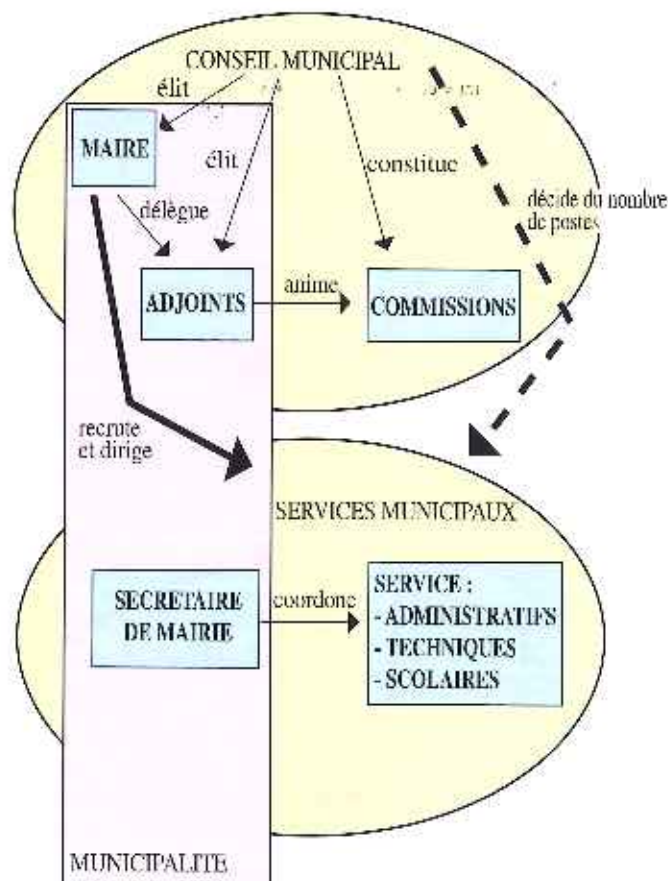 CONSEIL MUNICIPAL
élit
MAIRE
élit
constitue
délègue
décide du nombre
de postes
ADJOINTS
anime
COMMISSIONS
recrute
et dirige
SERVICES MUNICIPAUX
SECRETAIRE
DE MAIRIE
coordone
SERVICE :
- ADMINISTRATIFS
- TECHNIQUES
- SCOLAIRES
MUNICIPALITE